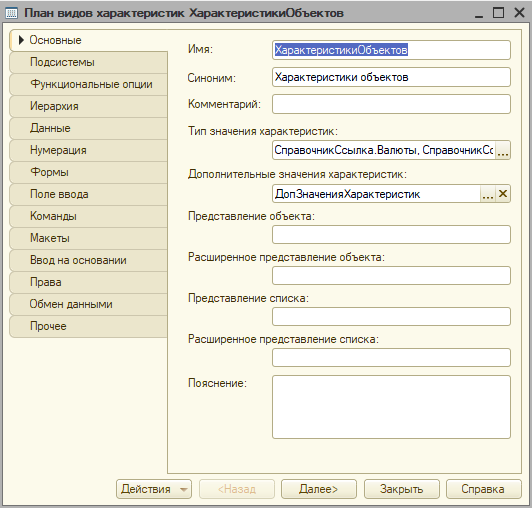 План видов характеристик ХарактеристикиОбъектов
Основные
Подсистемы
Функциональные опции
Иерархия
Данные
Нумерация
Формы
Поле ввода
Команды
Макеты
Ввод на основании
Права
Обмен данными
Прочее
Имя: ХарактеристикиОбъектов
Синоним: Характеристики объектов
Комментарий:
Тип значения характеристик:
СправочникСсылка.Валюты, СправочникСс ...
Дополнительные значения характеристик:
ДопЗначенияХарактеристик ...
Представление объекта:
Расширенное представление объекта:
Представление списка:
Расширенное представление списка:
Пояснение:
Действия <Назад Далее> Закрыть Справка